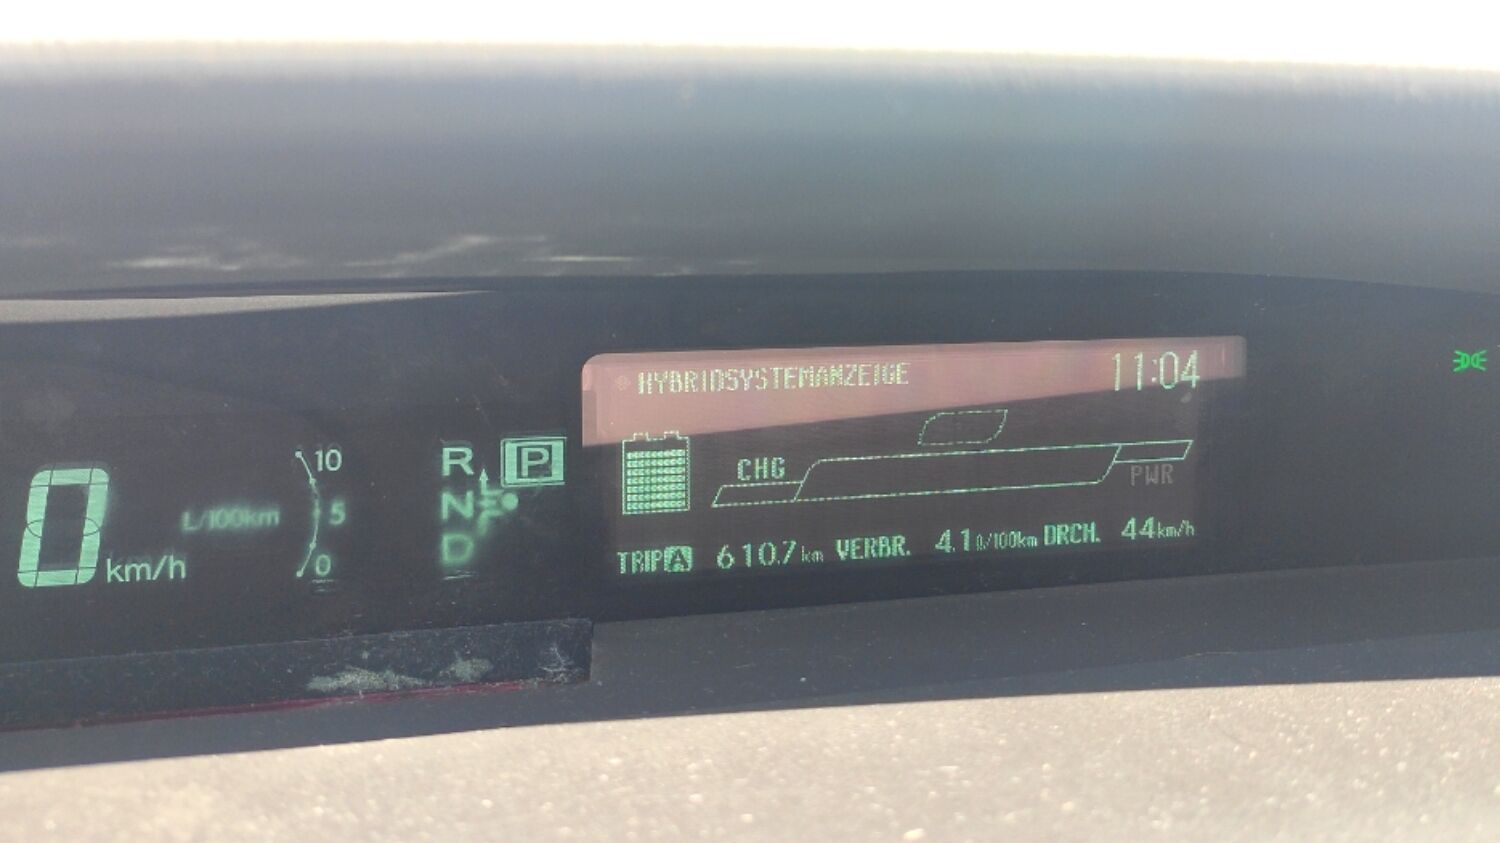 HYBRIDSYSTEMANZEIGE 11:04
10
R P
CHG
PWR
0 km/h
L/100km
N
5
D
0
TRIP A 610.7 km VERBR. 4.1 ℓ/100km DRCH. 44 km/h